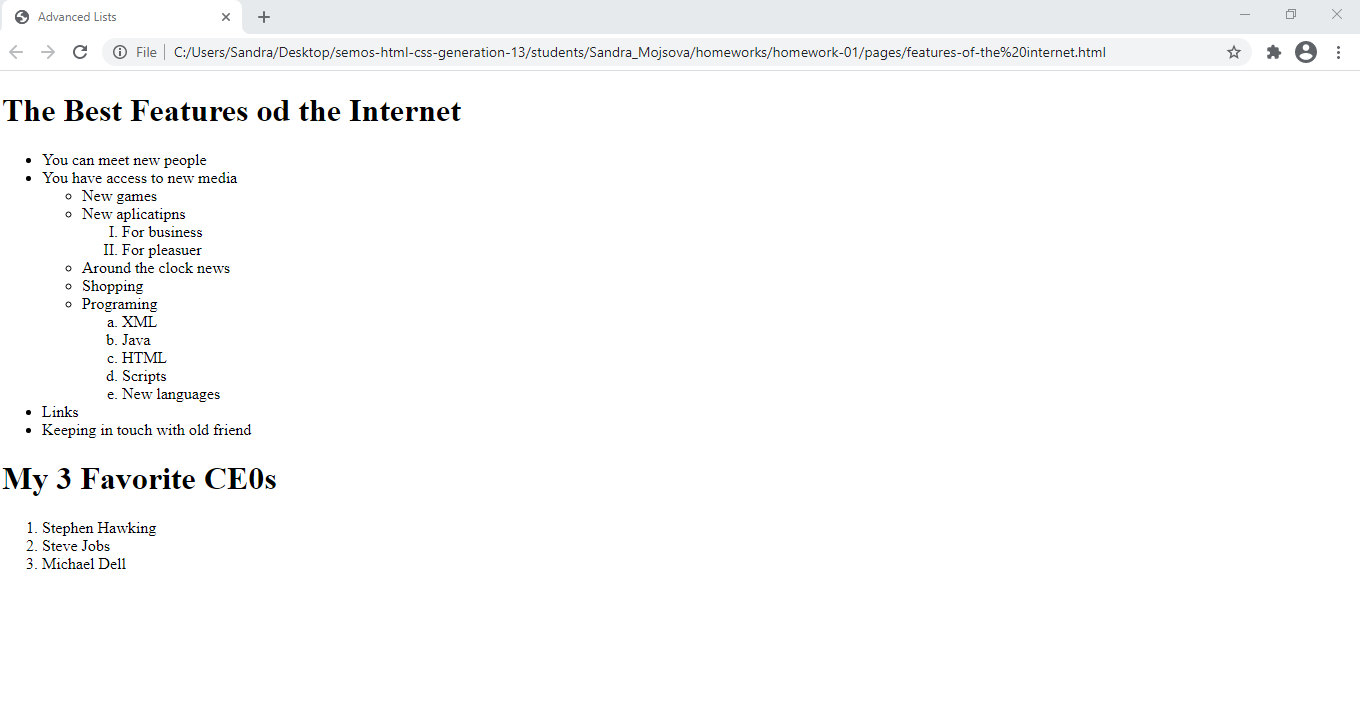 Advanced Lists
File
C:/Users/Sandra/Desktop/semos-html-css-generation-13/students/Sandra_Mojsova/homeworks/homework-01/pages/features-of-the%20internet.html
The Best Features od the Internet
• You can meet new people
• You have access to new media
◦ New games
◦ New aplicatipns
I. For business
II. For pleasuer
◦ Around the clock news
◦ Shopping
◦ Programing
a. XML
b. Java
c. HTML
d. Scripts
e. New languages
• Links
• Keeping in touch with old friend
My 3 Favorite CE0s
1. Stephen Hawking
2. Steve Jobs
3. Michael Dell